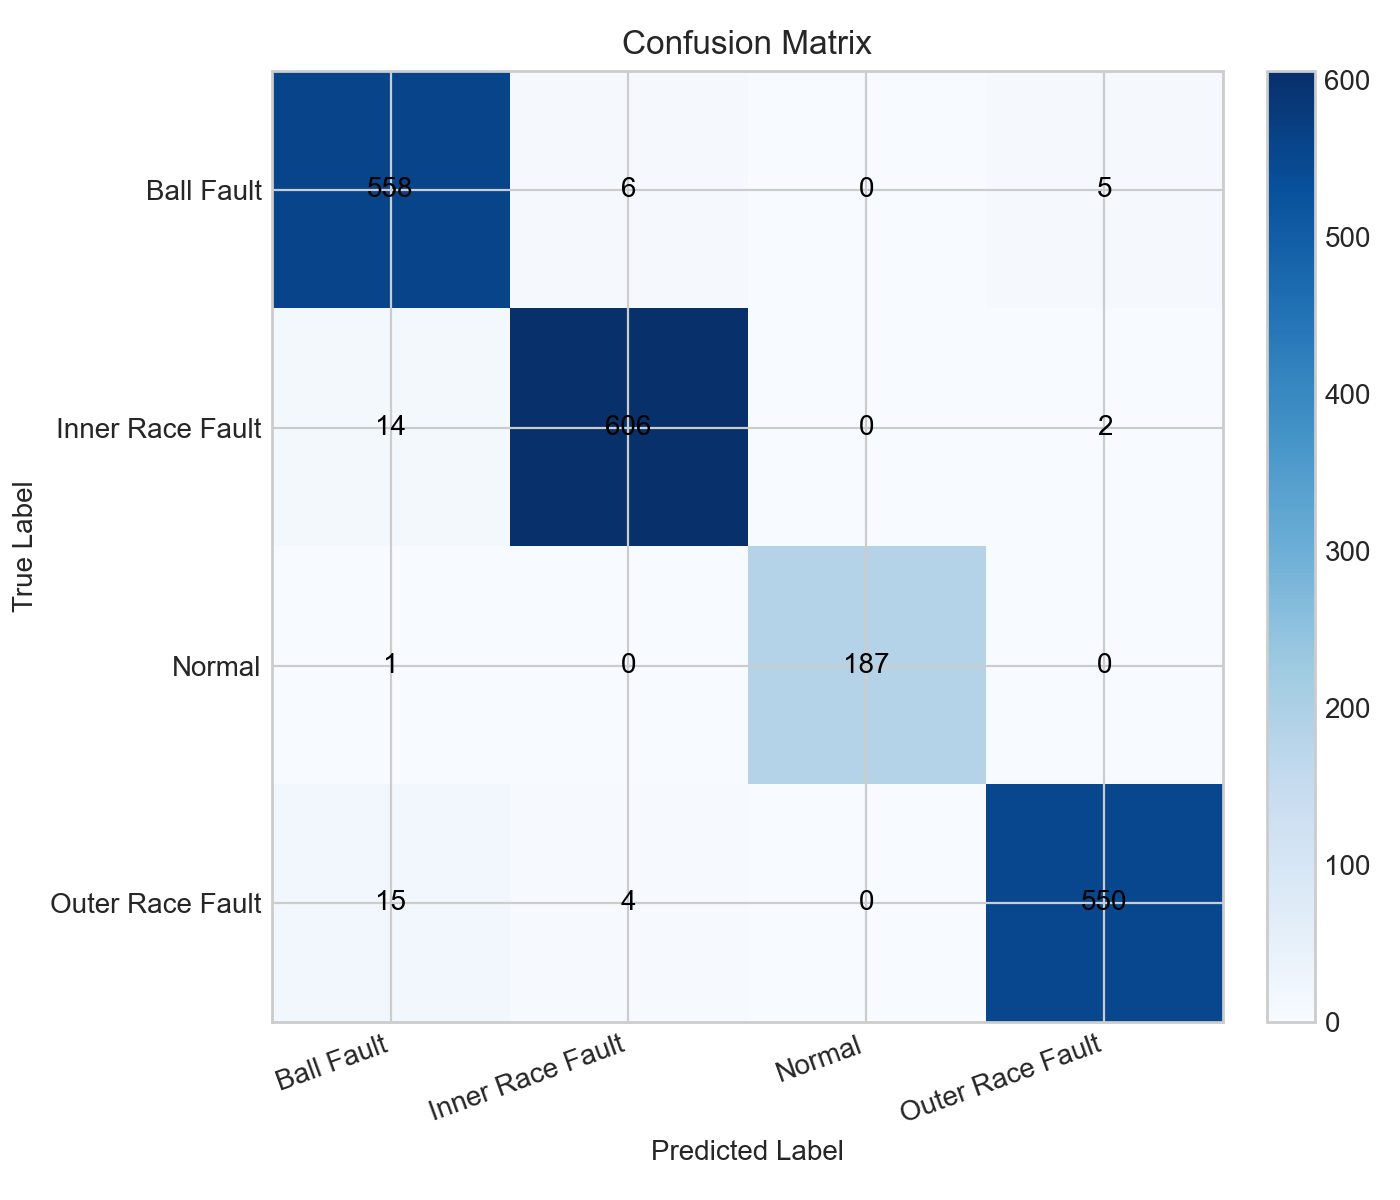 Confusion Matrix
True Label
Ball Fault 558 6 0 5
Inner Race Fault 14 606 0 2
Normal 1 0 187 0
Outer Race Fault 15 4 0 550
Ball Fault Inner Race Fault Normal Outer Race Fault
Predicted Label
600
500
400
300
200
100
0